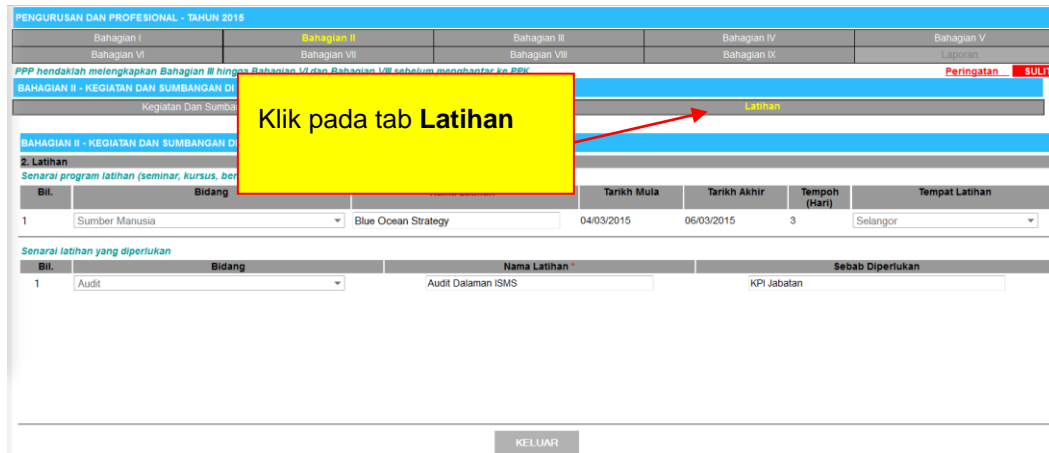 PENGURUSAN DAN PROFESIONAL - TAHUN 2015
Bahagian I Bahagian II Bahagian III Bahagian IV Bahagian V
Bahagian VI Bahagian VII Bahagian VIII Bahagian IX Laporan
PPP hendaklah melengkapkan Bahagian III hingga Bahagian VI dan Bahagian VIII sebelum menghantar ke PPK
Peringatan SULIT
BAHAGIAN II - KEGIATAN DAN SUMBANGAN DI
Kegiatan Dan Latihan
Klik pada tab Latihan
BAHAGIAN II - KEGIATAN DAN SUMBANGAN
2. Latihan
Senarai program latihan (seminar, kursus,
Bil. Bidang Tarikh Mula Tarikh Akhir Tempoh (Hari) Tempat Latihan
1 Sumber Manusia Blue Ocean Strategy 04/03/2015 06/03/2015 3 Selangor
Senarai latihan yang diperlukan
Bil. Bidang Nama Latihan * Sebab Diperlukan
1 Audit Audit Dalaman ISMS KPI Jabatan
KELUAR